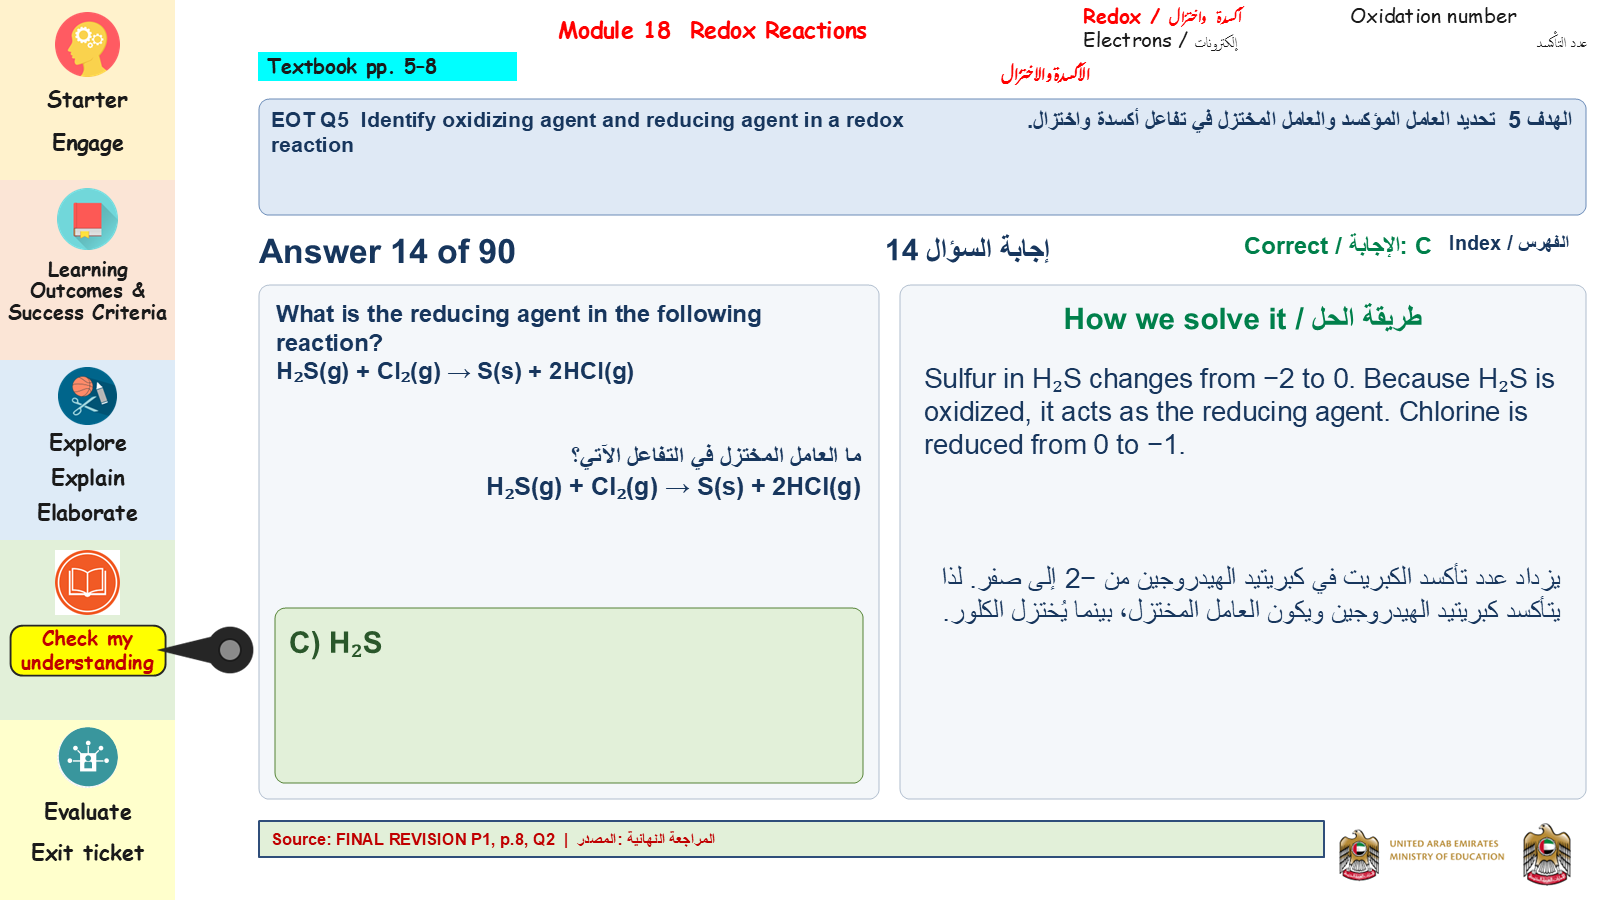 Starter
Engage
Learning
Outcomes &
Success Criteria
Explore
Explain
Elaborate
Check my
understanding
Evaluate
Exit ticket
Module 18 Redox Reactions
Redox / أكسدة واختزال
Electrons / إلكترونات
Oxidation number
عدد التأكسد
الأكسدة والاختزال
Textbook pp. 5–8
EOT Q5 Identify oxidizing agent and reducing agent in a redox
reaction
الهدف 5 تحديد العامل المؤكسد والعامل المختزل في تفاعل أكسدة واختزال.
Answer 14 of 90
إجابة السؤال 14
Correct / الإجابة: C
Index / الفهرس
What is the reducing agent in the following
reaction?
H₂S(g) + Cl₂(g) → S(s) + 2HCl(g)
ما العامل المختزل في التفاعل الآتي؟
H₂S(g) + Cl₂(g) → S(s) + 2HCl(g)
C) H₂S
How we solve it / طريقة الحل
Sulfur in H₂S changes from −2 to 0. Because H₂S is
oxidized, it acts as the reducing agent. Chlorine is
reduced from 0 to −1.
يزداد عدد تأكسد الكبريت في كبريتيد الهيدروجين من −2 إلى صفر. لذا
يتأكسد كبريتيد الهيدروجين ويكون العامل المختزل، بينما يُختزل الكلور.
Source: FINAL REVISION P1, p.8, Q2 | المراجعة النهائية :المصدر
UNITED ARAB EMIRATES
MINISTRY OF EDUCATION